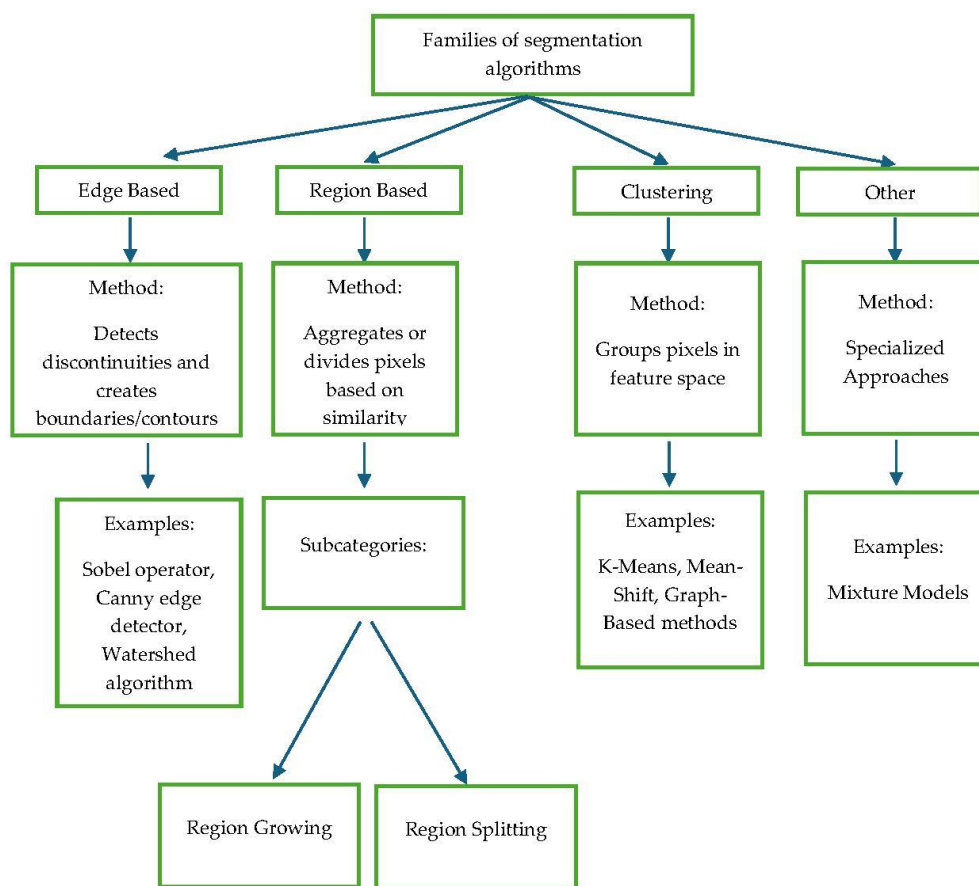 Families of segmentation
algorithms
Edge Based
Region Based
Clustering
Other
Method:
Detects
discontinuities and
creates
boundaries/contours
Method:
Aggregates or
divides pixels
based on
similarity
Method:
Groups pixels in
feature space
Method:
Specialized
Approaches
Examples:
Sobel operator,
Canny edge
detector,
Watershed
algorithm
Subcategories:
Examples:
K-Means, Mean-
Shift, Graph-
Based methods
Examples:
Mixture Models
Region Growing
Region Splitting